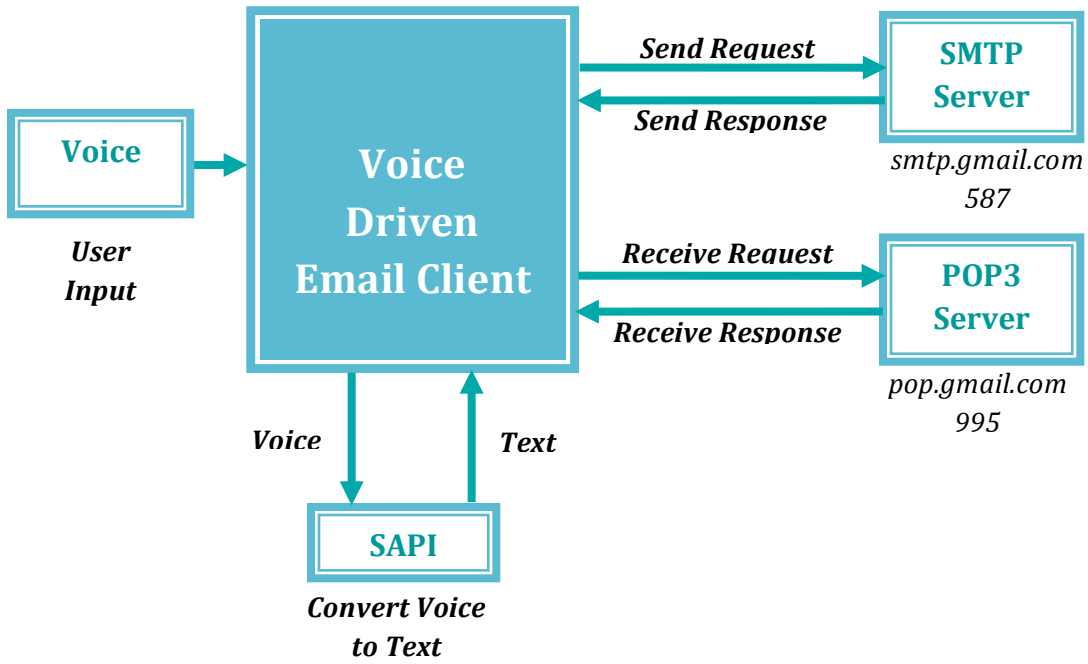 Voice
User
Input
Voice
Driven
Email Client
Send Request
Send Response
SMTP
Server
smtp.gmail.com
587
Receive Request
Receive Response
POP3
Server
pop.gmail.com
995
Voice
Text
SAPI
Convert Voice
to Text